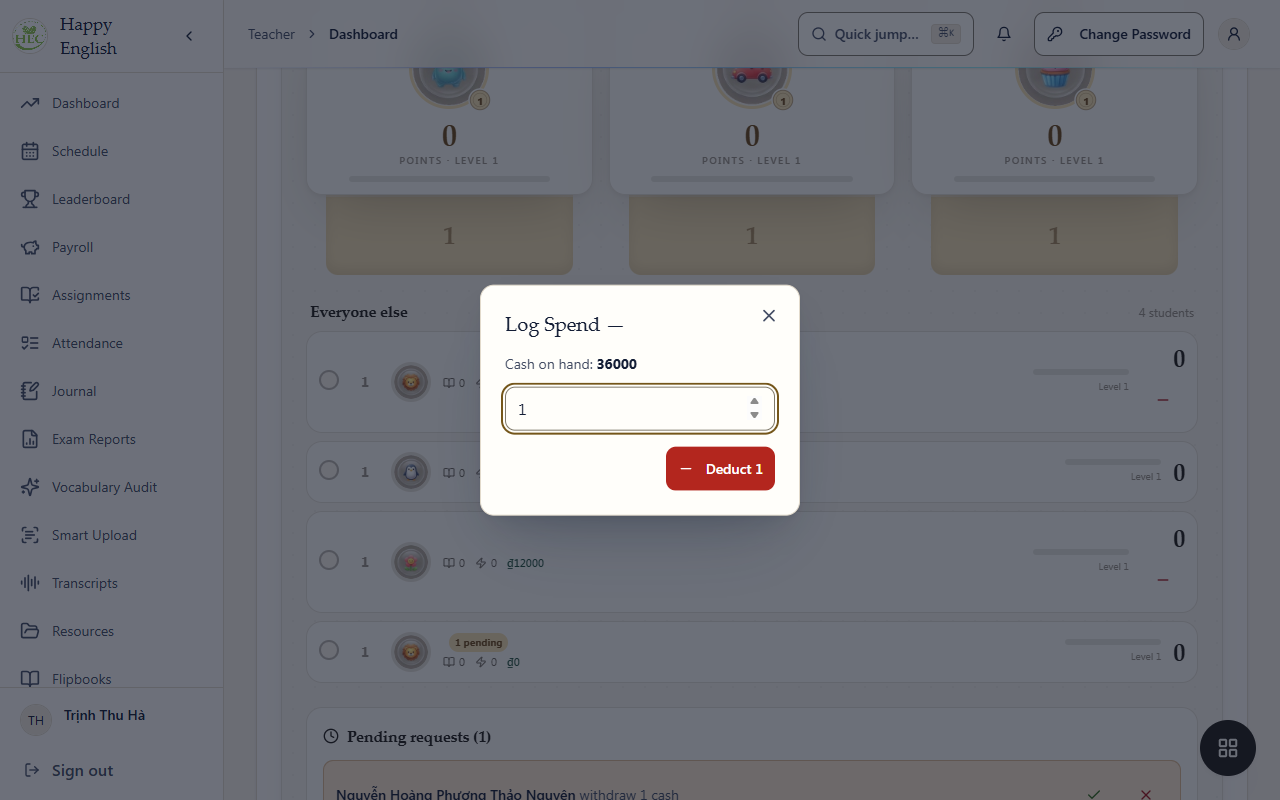 HEC
Happy
English
Teacher
Dashboard
Quick jump...
⌘K
Change Password
Dashboard
Schedule
Leaderboard
Payroll
Assignments
Attendance
Journal
Exam Reports
Vocabulary Audit
Smart Upload
Transcripts
Resources
Flipbooks
TH
Trịnh Thu Hà
Sign out
1
1
1
0
0
0
POINTS · LEVEL 1
POINTS · LEVEL 1
POINTS · LEVEL 1
1
1
1
Everyone else
4 students
1
0
0
Level 1
1
0
Level 1
0
1
0
0
₫12000
0
Level 1
1
1 pending
0
0
₫0
Level 1
0
Log Spend —
Cash on hand: 36000
1
Deduct 1
Pending requests (1)
Nguyễn Hoàng Phương Thảo Nguyên withdraw 1 cash